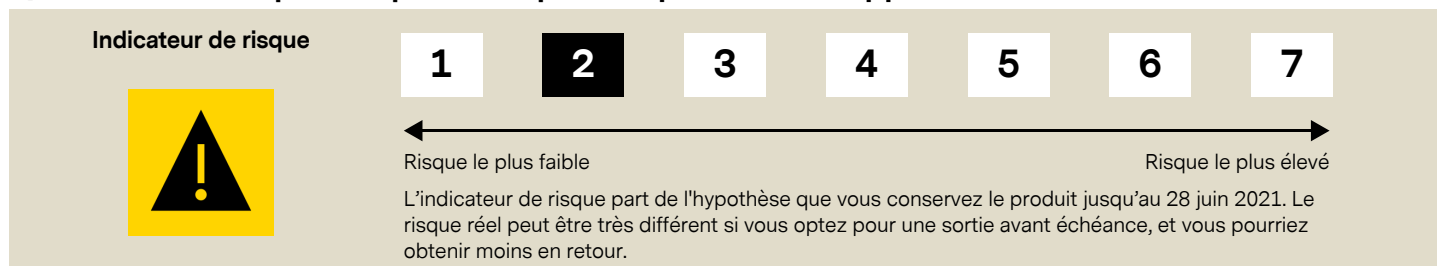 Indicateur de risque
1 2 3 4 5 6 7
Risque le plus faible Risque le plus élevé
L'indicateur de risque part de l'hypothèse que vous conservez le produit jusqu'au 28 juin 2021. Le
risque réel peut être très différent si vous optez pour une sortie avant échéance, et vous pourriez
obtenir moins en retour.